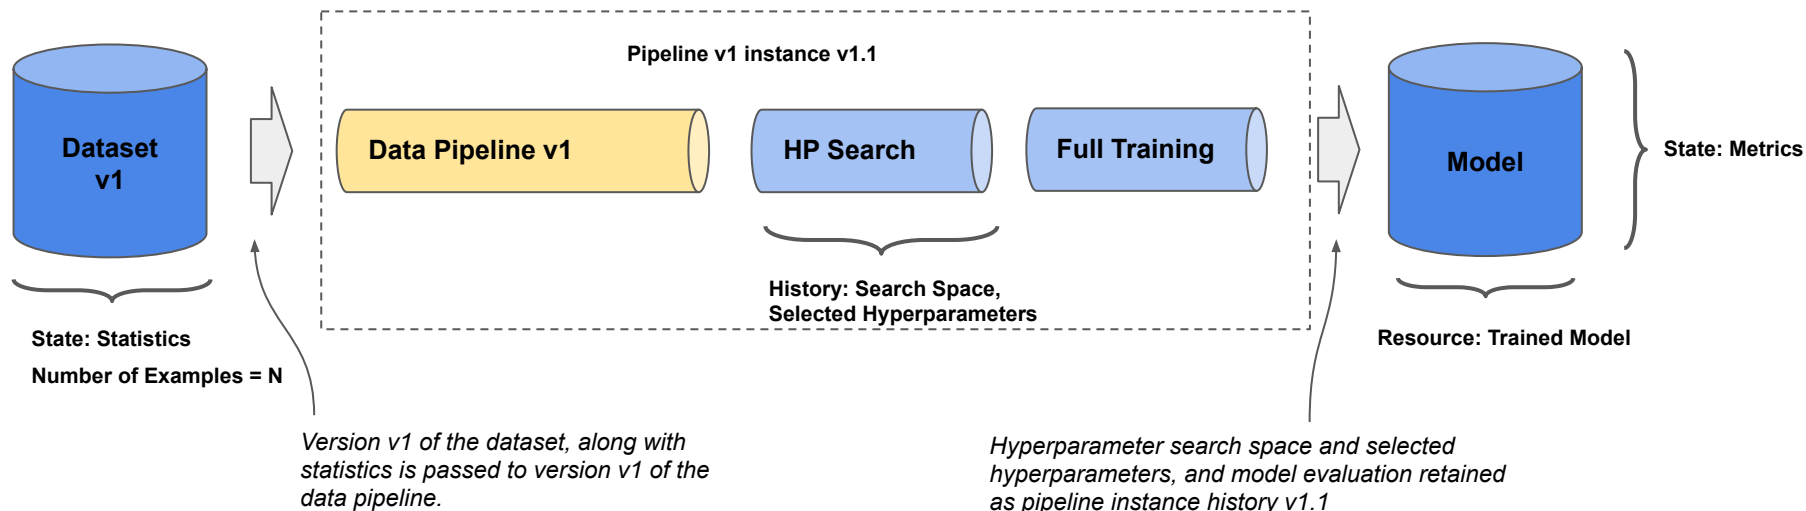 Pipeline v1 instance v1.1
Dataset
v1
Data Pipeline v1
HP Search
Full Training
Model
State: Metrics
History: Search Space,
Selected Hyperparameters
State: Statistics
Number of Examples = N
Resource: Trained Model
Version v1 of the dataset, along with
statistics is passed to version v1 of the
data pipeline.
Hyperparameter search space and selected
hyperparameters, and model evaluation retained
as pipeline instance history v1.1